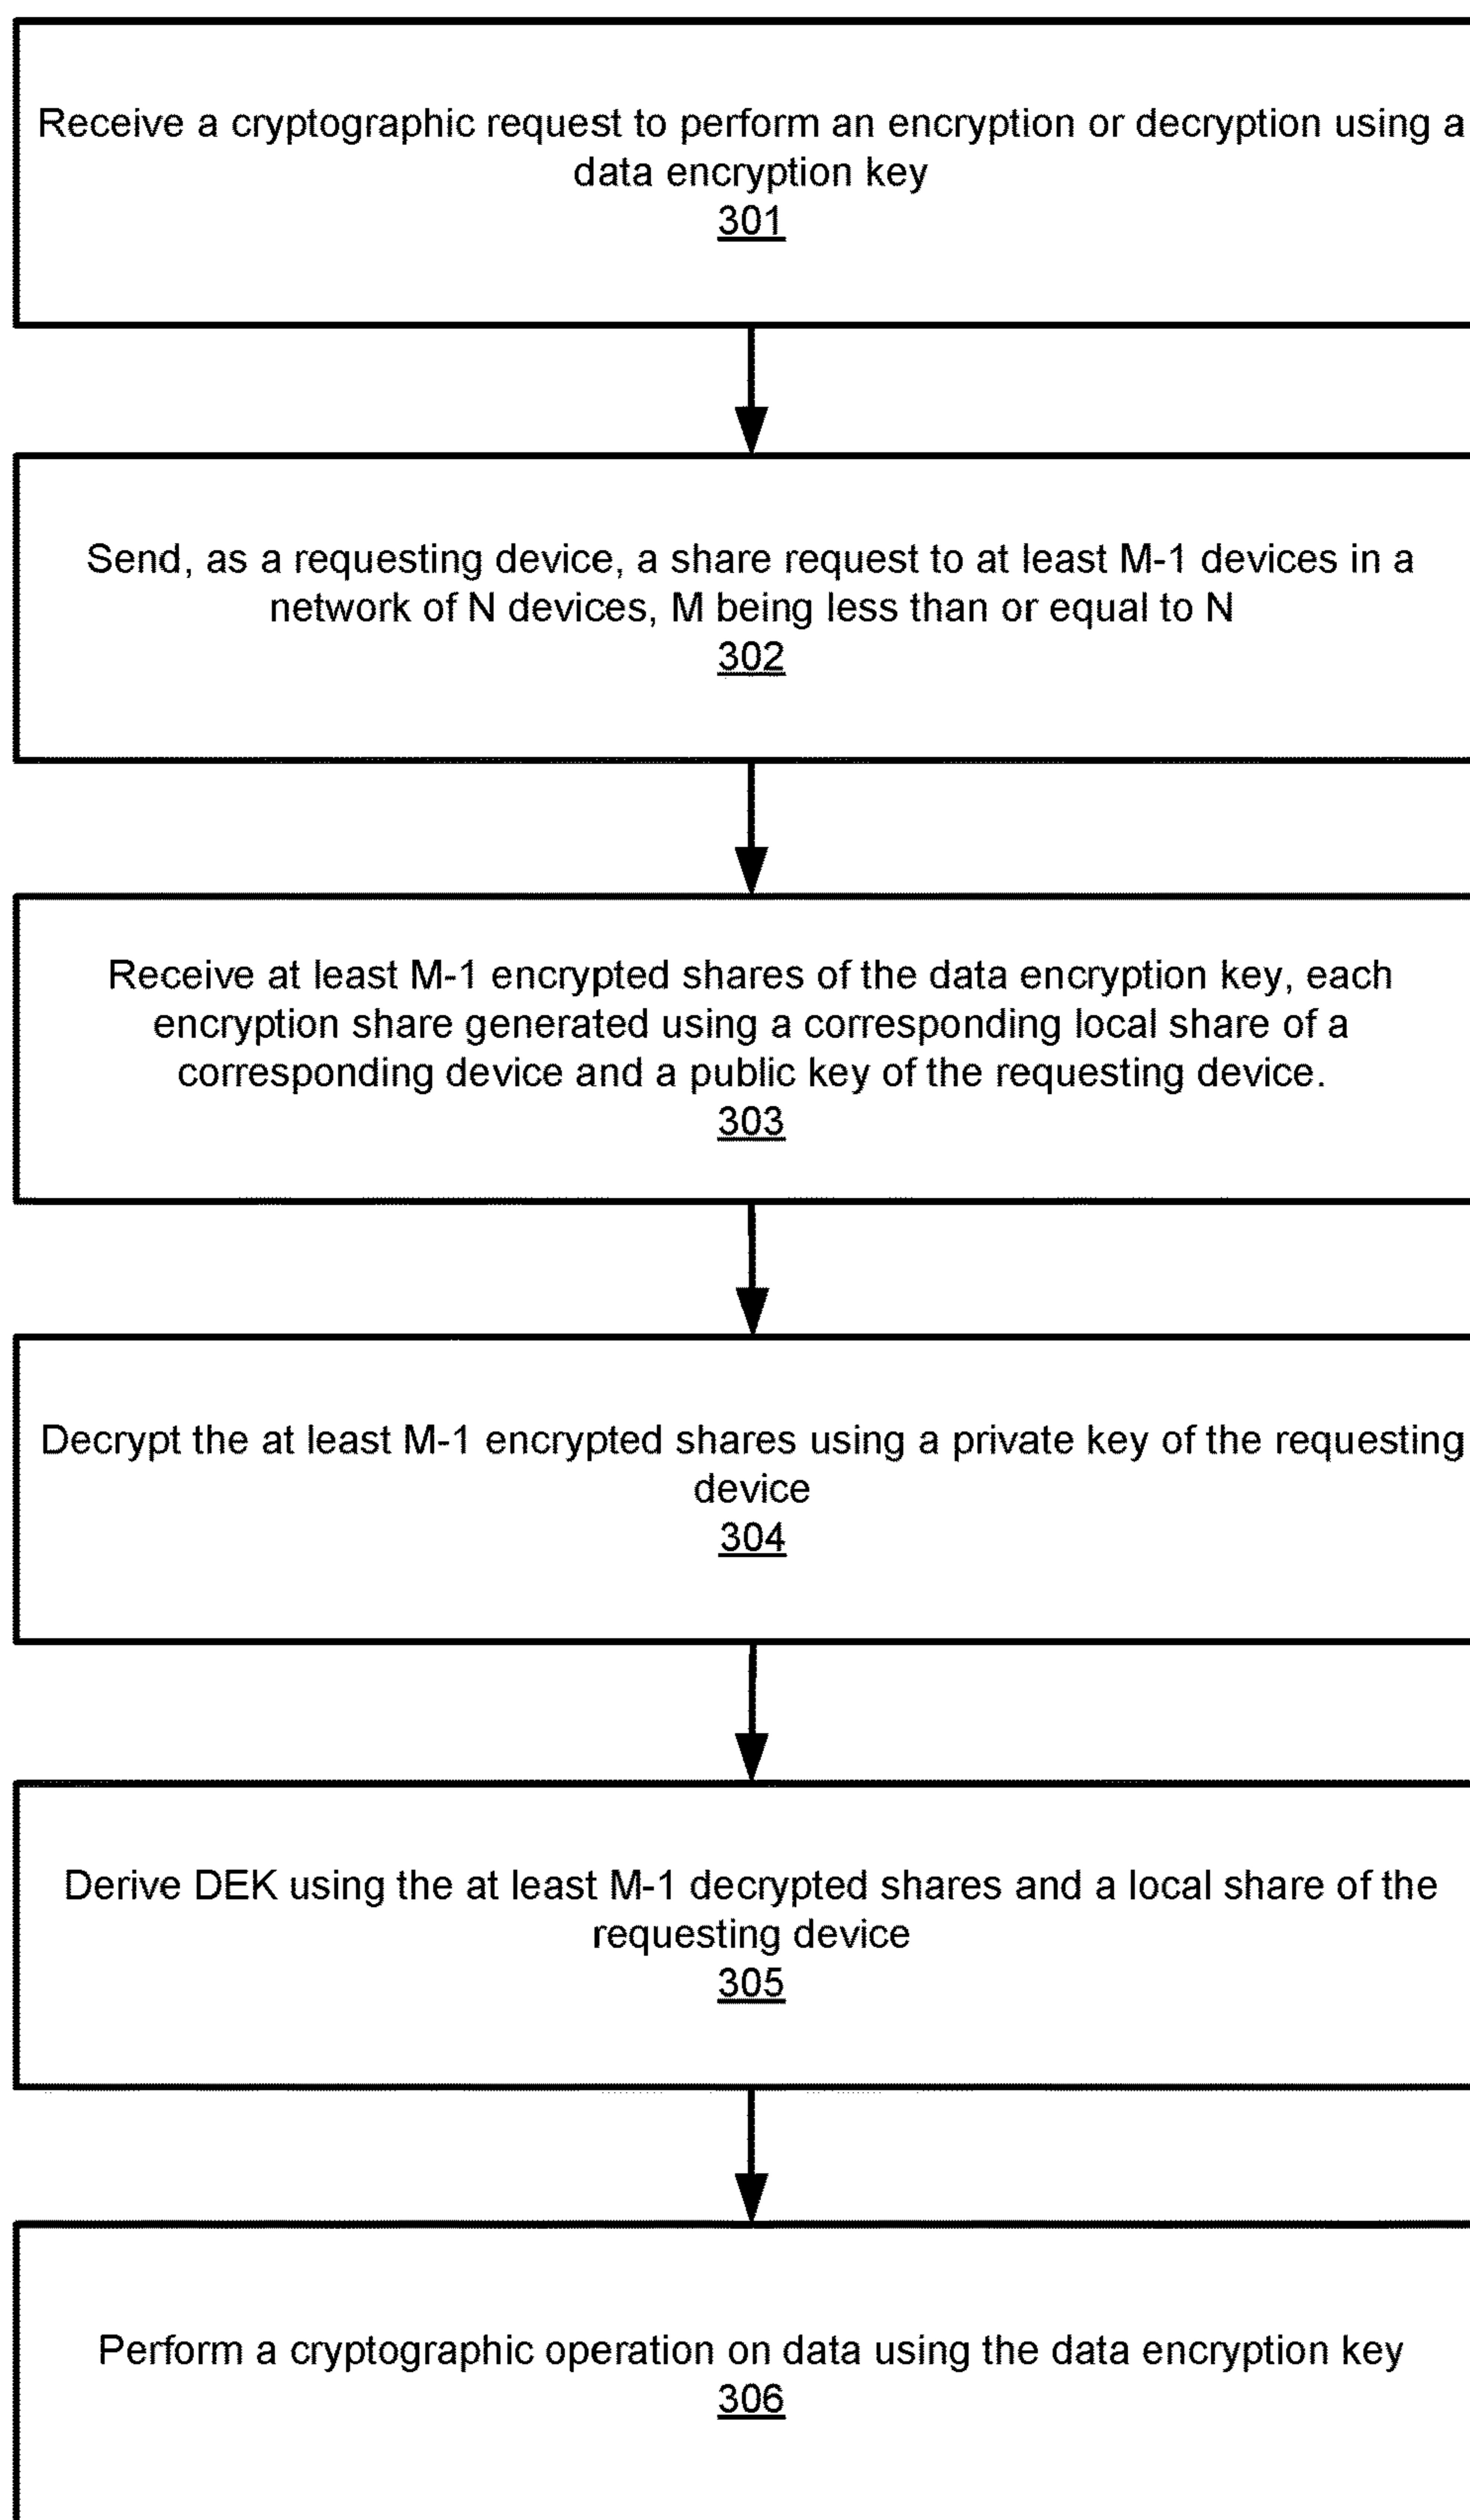 Receive a cryptographic request to perform an encryption or decryption using a
data encryption key
301
Send, as a requesting device, a share request to at least M-1 devices in a
network of N devices, M being less than or equal to N
302
Receive at least M-1 encrypted shares of the data encryption key, each
encryption share generated using a corresponding local share of a
corresponding device and a public key of the requesting device.
303
Decrypt the at least M-1 encrypted shares using a private key of the requesting
device
304
Derive DEK using the at least M-1 decrypted shares and a local share of the
requesting device
305
Perform a cryptographic operation on data using the data encryption key
306